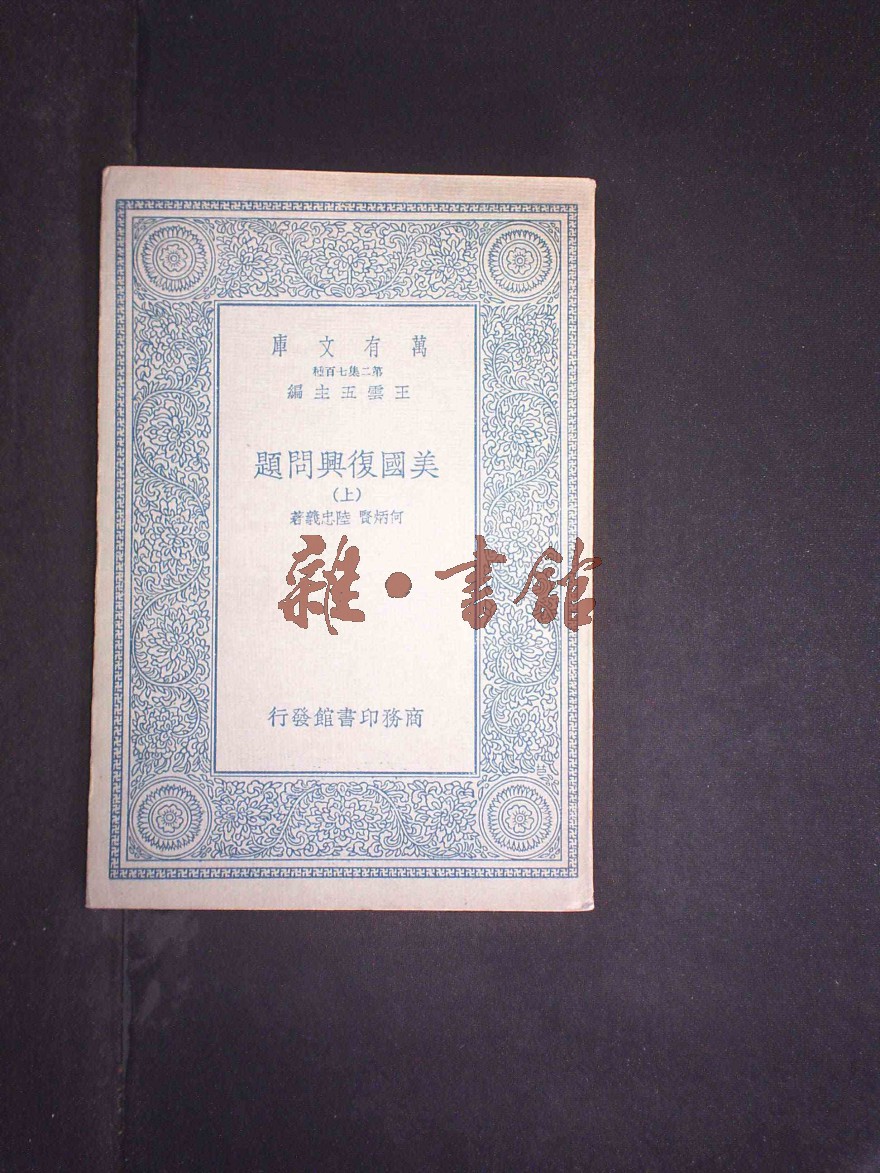 萬有文庫
第二集七百種
王雲五主編
美國復興問題
（上）
何炳賢 陸忠義著
雜·書館
商務印書館發行